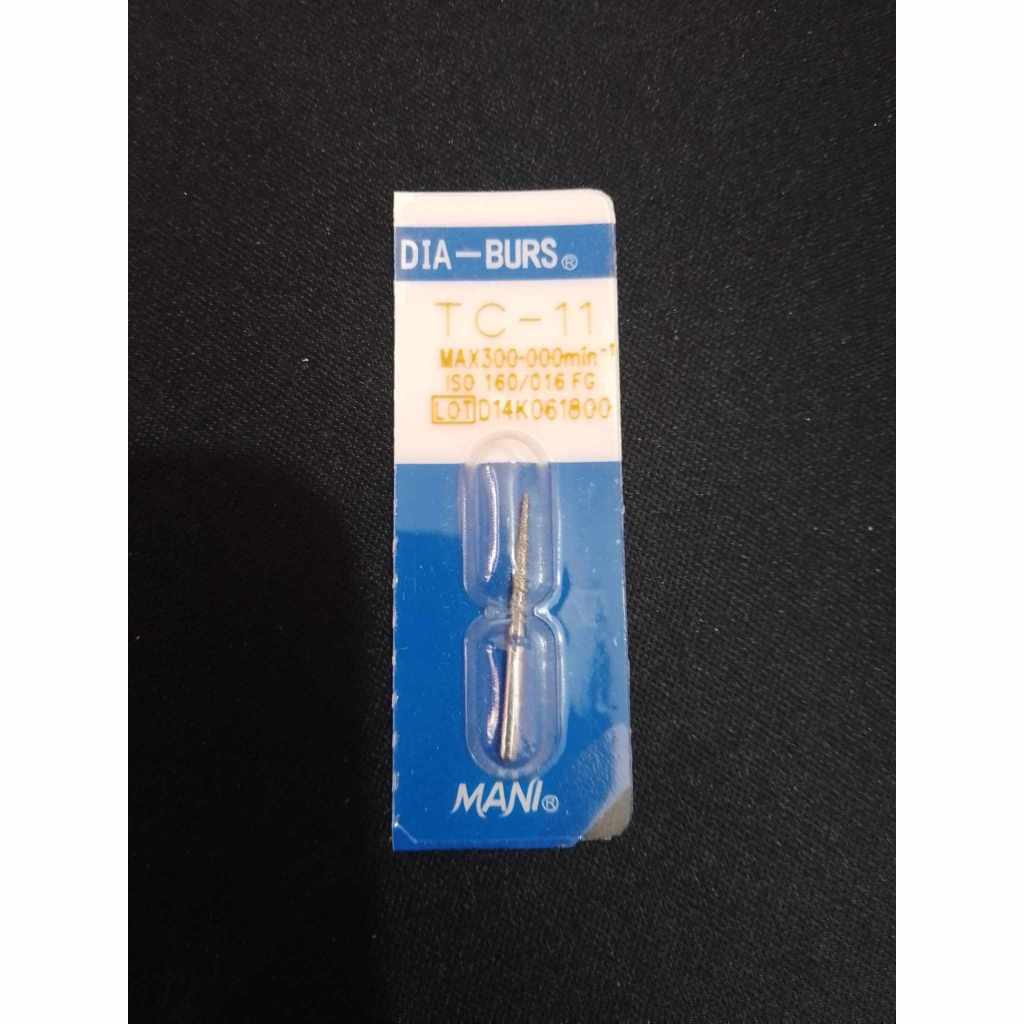 DIA-BURS®
TC-11
MAX300-000min⁻¹
ISO 160/016 FG
LOT D14K061800
MANI®